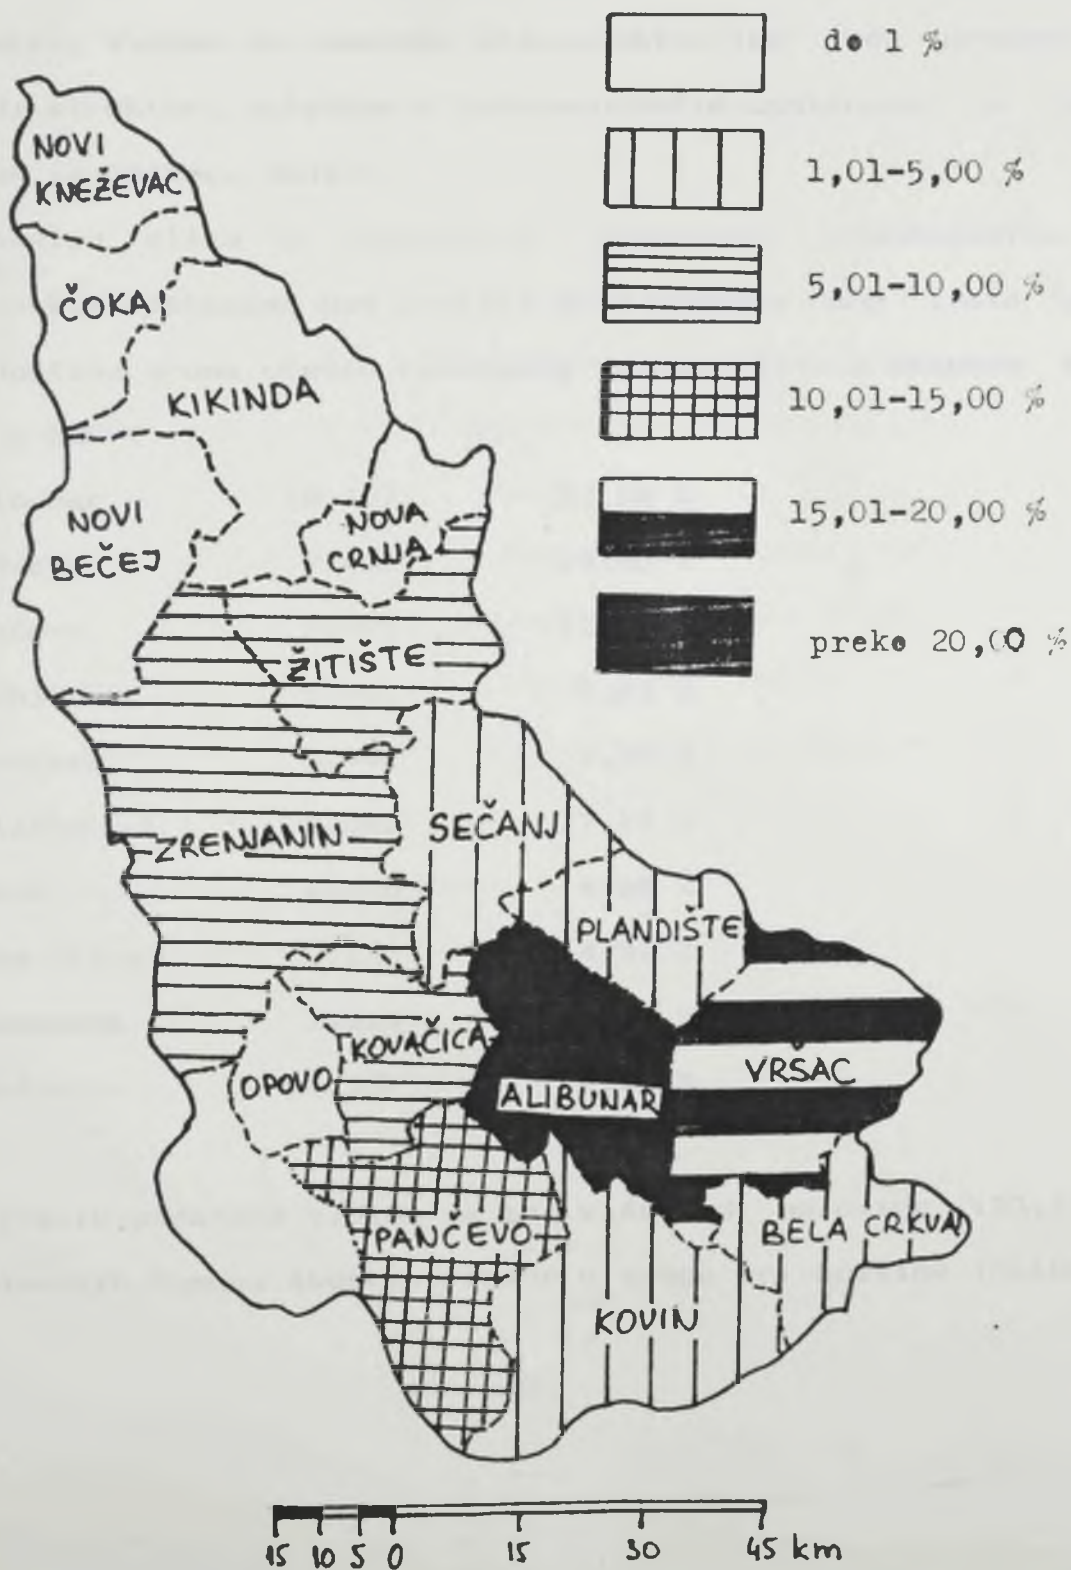 do 1 %
1,01-5,00 %
5,01-10,00 %
10,01-15,00 %
15,01-20,00 %
preko 20,00 %
NOVI
KNEŽEVAC
ČOKA
KIKINDA
NOVI
BEČEJ
NOVA
CRNJA
ŽITIŠTE
ZRENJANIN
SEČANJ
PLANDIŠTE
KOVAČICA
OPOVO
ALIBUNAR
VRŠAC
PANČEVO
BELA CRKVA
KOVIN
15 10 5 0 15 30 45 km